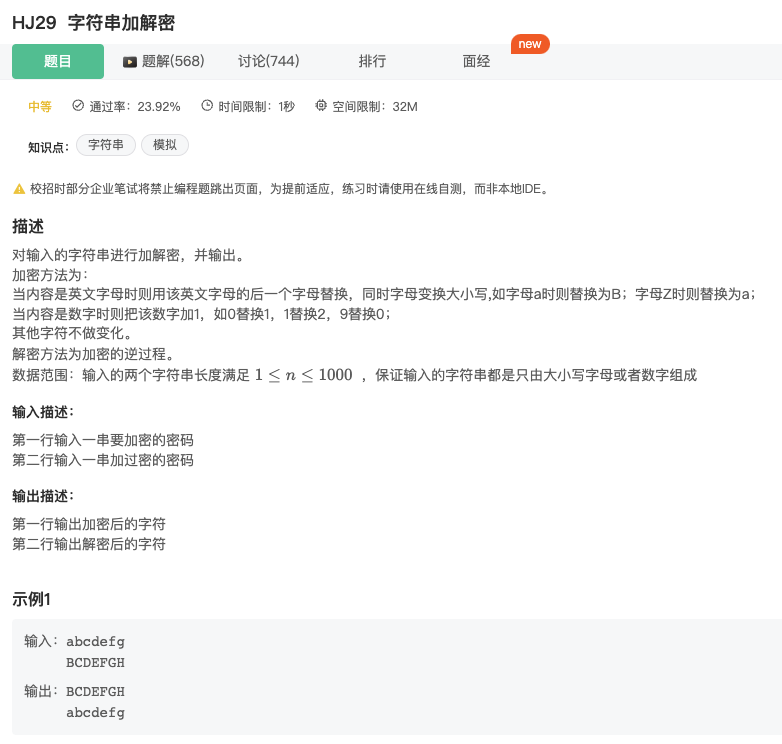 HJ29 字符串加解密
new
题目 题解(568) 讨论(744) 排行 面经
中等 通过率：23.92% 时间限制：1秒 空间限制：32M
知识点： 字符串 模拟
校招时部分企业笔试将禁止编程题跳出页面，为提前适应，练习时请使用在线自测，而非本地IDE。
描述
对输入的字符串进行加解密，并输出。
加密方法为：
当内容是英文字母时则用该英文字母的后一个字母替换，同时字母变换大小写,如字母a时则替换为B；字母Z时则替换为a；
当内容是数字时则把该数字加1，如0替换1，1替换2，9替换0；
其他字符不做变化。
解密方法为加密的逆过程。
数据范围：输入的两个字符串长度满足 1 ≤ n ≤ 1000 ，保证输入的字符串都是只由大小写字母或者数字组成
输入描述：
第一行输入一串要加密的密码
第二行输入一串加过密的密码
输出描述：
第一行输出加密后的字符
第二行输出解密后的字符
示例1
输入：abcdefg
BCDEFGH
输出：BCDEFGH
abcdefg